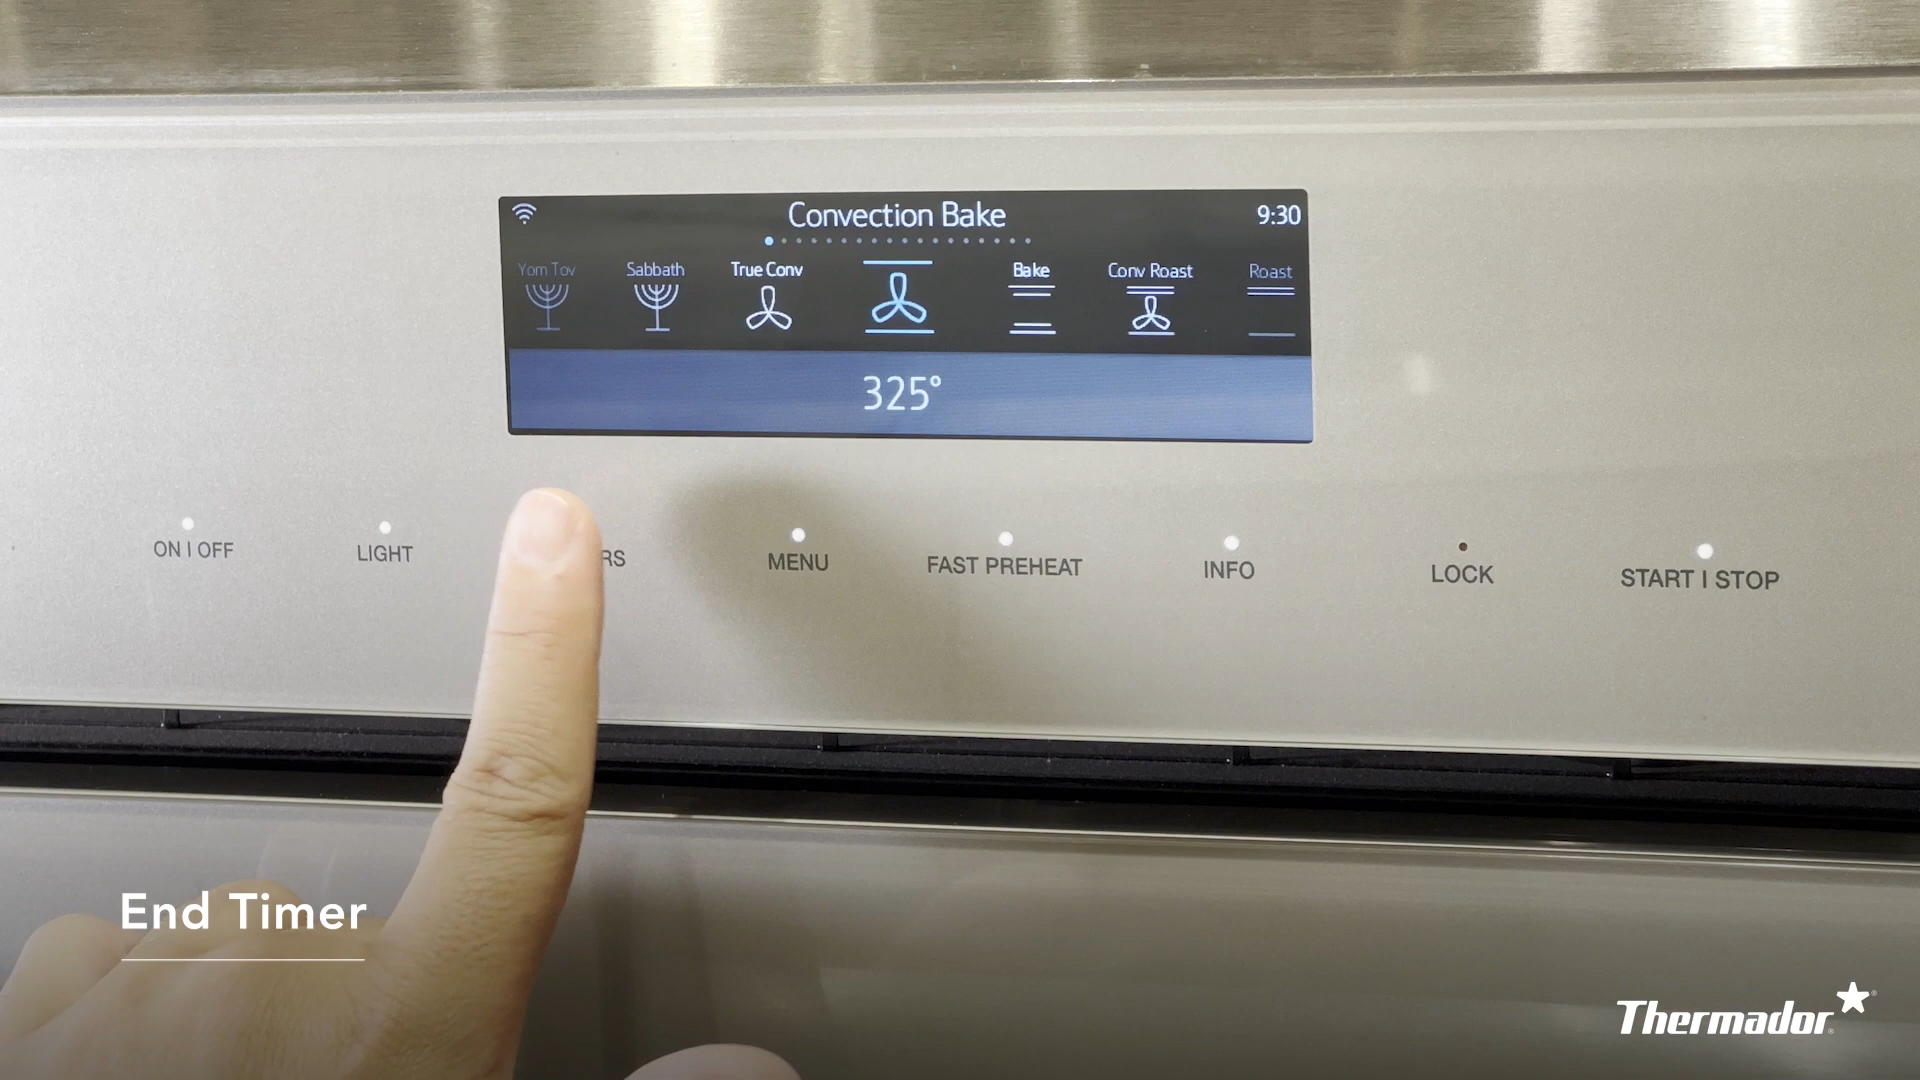 Convection Bake
9:30
Yom Tov
Sabbath
True Conv
Bake
Conv Roast
Roast
325°
ON | OFF
LIGHT
RS
MENU
FAST PREHEAT
INFO
LOCK
START | STOP
End Timer
Thermador®